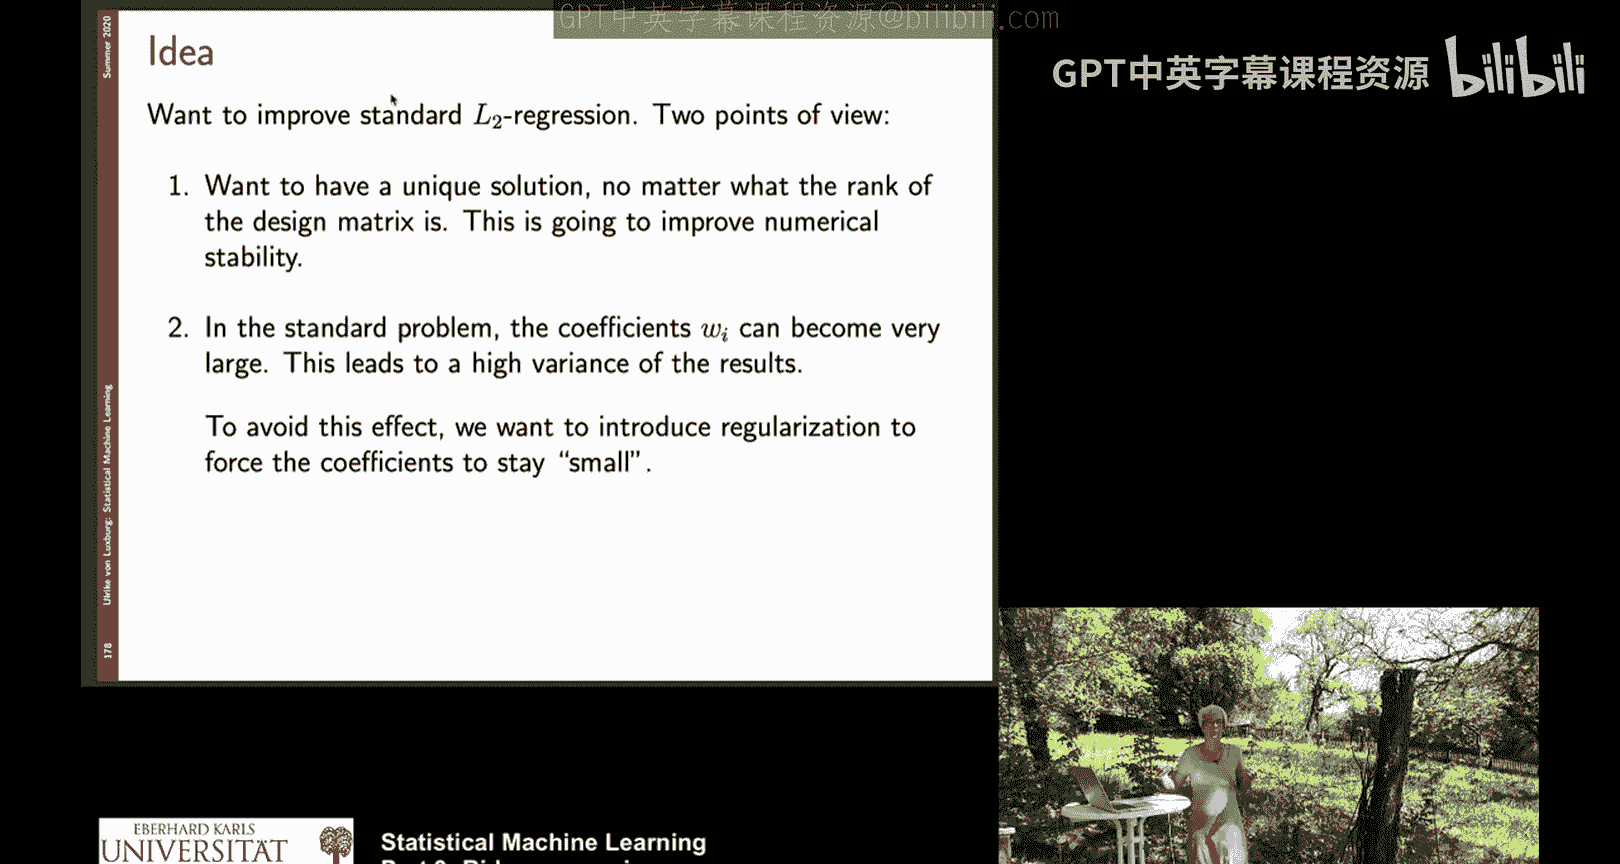 GPT中英字幕课程资源@bilibili.com
GPT中英字幕课程资源 bilibili
Summer 2020
Idea
Want to improve standard L₂-regression. Two points of view:
1. Want to have a unique solution, no matter what the rank of
the design matrix is. This is going to improve numerical
stability.
2. In the standard problem, the coefficients wᵢ can become very
large. This leads to a high variance of the results.
To avoid this effect, we want to introduce regularization to
force the coefficients to stay “small”.
Ulrike von Luxburg: Statistical Machine Learning
178
EBERHARD KARLS
UNIVERSITÄT
Statistical Machine Learning